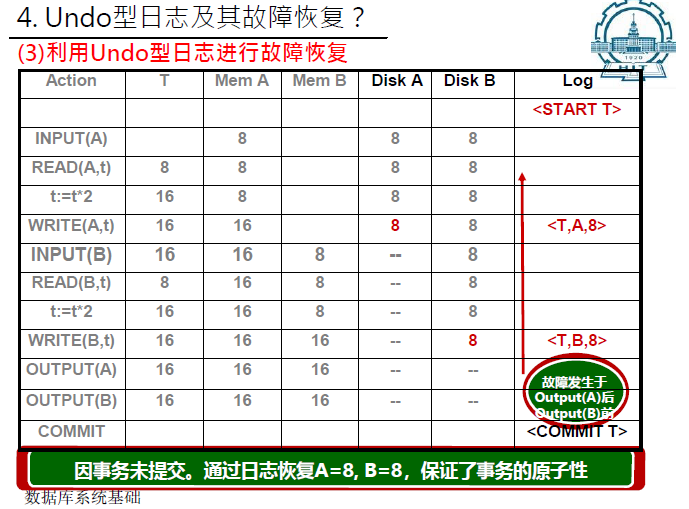 4. Undo型日志及其故障恢复？
(3)利用Undo型日志进行故障恢复
Action T Mem A Mem B Disk A Disk B Log
<START T>
INPUT(A) 8 8 8
READ(A,t) 8 8 8 8
t:=t*2 16 8 8 8
WRITE(A,t) 16 16 8 8 <T,A,8>
INPUT(B) 16 16 8 -- 8
READ(B,t) 8 16 8 -- 8
t:=t*2 16 16 8 -- 8
WRITE(B,t) 16 16 16 -- 8 <T,B,8>
OUTPUT(A) 16 16 16 -- --
OUTPUT(B) 16 16 16 -- --
故障发生于
Output(A)后
Output(B)前
COMMIT <COMMIT T>
因事务未提交。通过日志恢复A=8, B=8，保证了事务的原子性
数据库系统基础
1920
HIT